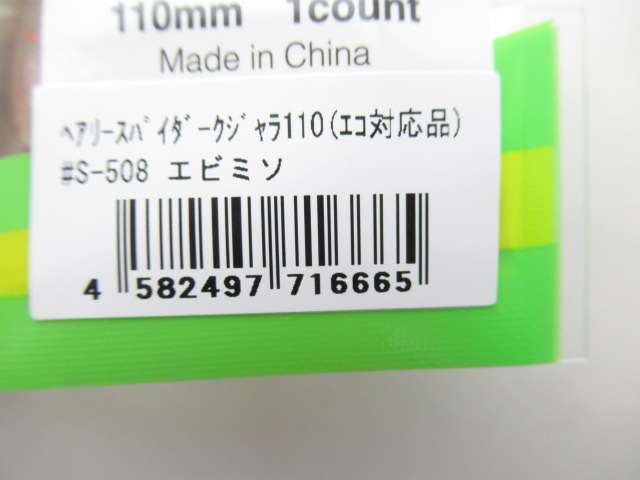 110mm 1count
Made in China
ﾍｱﾘｰｽﾊﾟｲﾀﾞｰｸｼﾞｬﾗ110(ｴｺ対応品)
#S-508 エビミソ
4 582497 716665